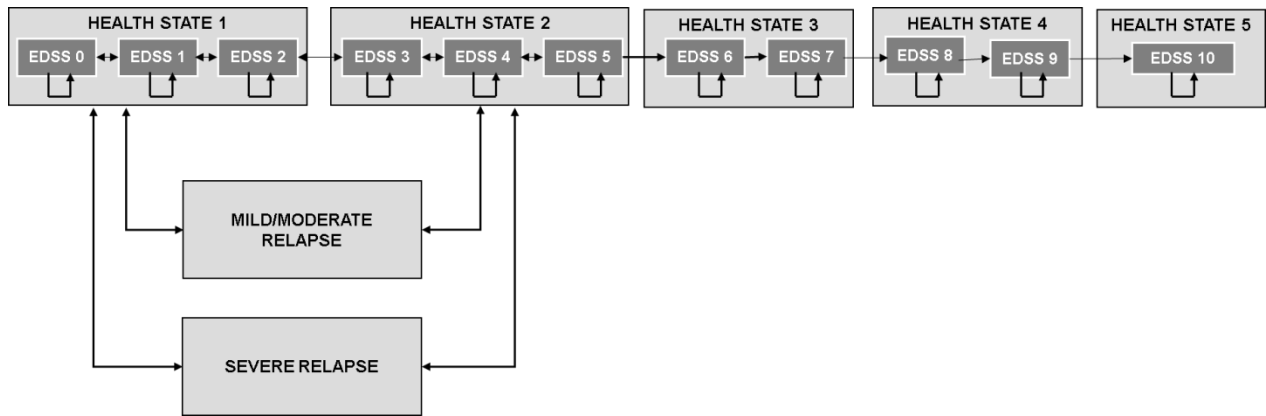 HEALTH STATE 1
EDSS 0
EDSS 1
EDSS 2
HEALTH STATE 2
EDSS 3
EDSS 4
EDSS 5
HEALTH STATE 3
EDSS 6
EDSS 7
HEALTH STATE 4
EDSS 8
EDSS 9
HEALTH STATE 5
EDSS 10
MILD/MODERATE
RELAPSE
SEVERE RELAPSE